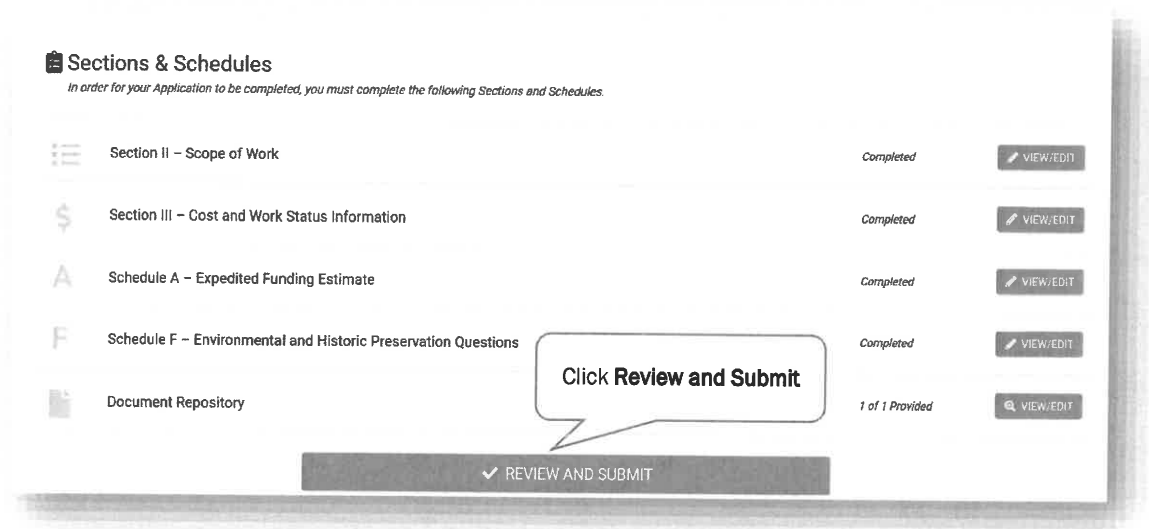 Sections & Schedules
In order for your Application to be completed, you must complete the following Sections and Schedules.
Section II – Scope of Work Completed VIEW/EDIT
Section III – Cost and Work Status Information Completed VIEW/EDIT
A Schedule A – Expedited Funding Estimate Completed VIEW/EDIT
F Schedule F – Environmental and Historic Preservation Questions Completed VIEW/EDIT
Click Review and Submit
Document Repository 1 of 1 Provided VIEW/EDIT
REVIEW AND SUBMIT